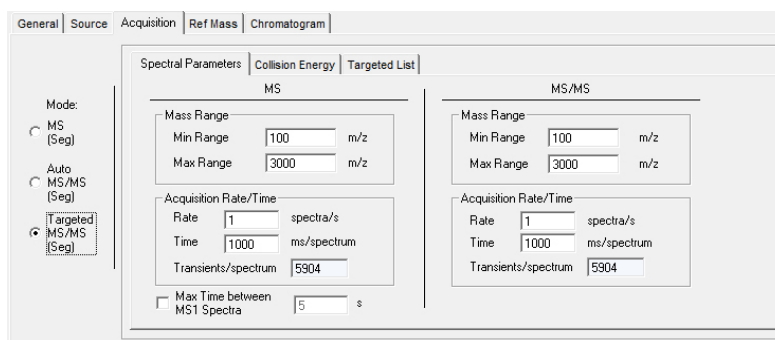 General Source Acquisition Ref Mass Chromatogram
Spectral Parameters Collision Energy Targeted List
Mode:
MS
(Seg)
Auto
MS/MS
(Seg)
Targeted
MS/MS
(Seg)
MS
Mass Range
Min Range 100 m/z
Max Range 3000 m/z
Acquisition Rate/Time
Rate 1 spectra/s
Time 1000 ms/spectrum
Transients/spectrum 5904
Max Time between
MS1 Spectra 5 s
MS/MS
Mass Range
Min Range 100 m/z
Max Range 3000 m/z
Acquisition Rate/Time
Rate 1 spectra/s
Time 1000 ms/spectrum
Transients/spectrum 5904